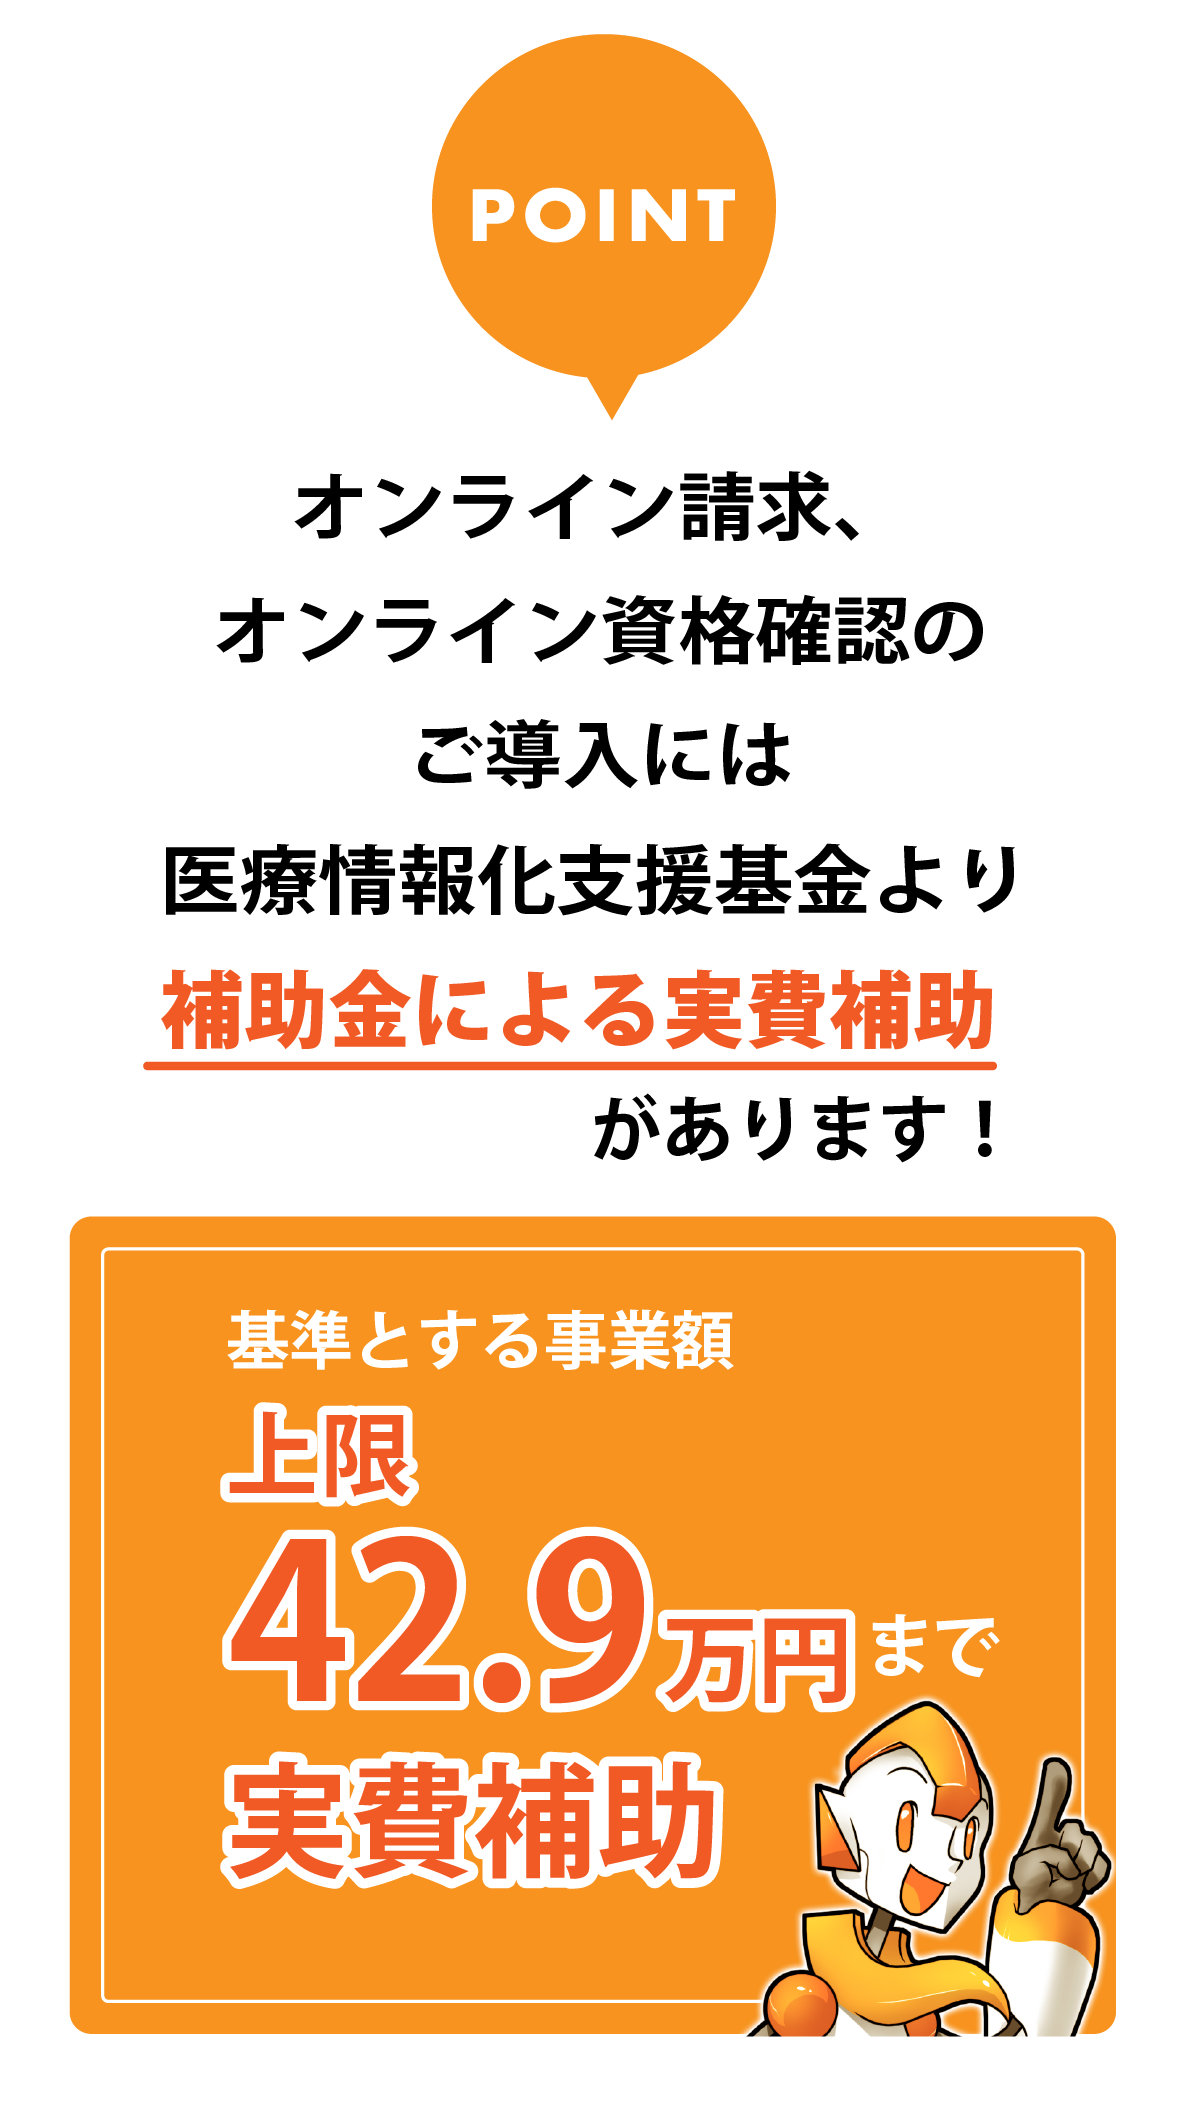 POINT
オンライン請求、
オンライン資格確認の
ご導入には
医療情報化支援基金より
補助金による実費補助
があります！
基準とする事業額
上限
42.9万円まで
実費補助